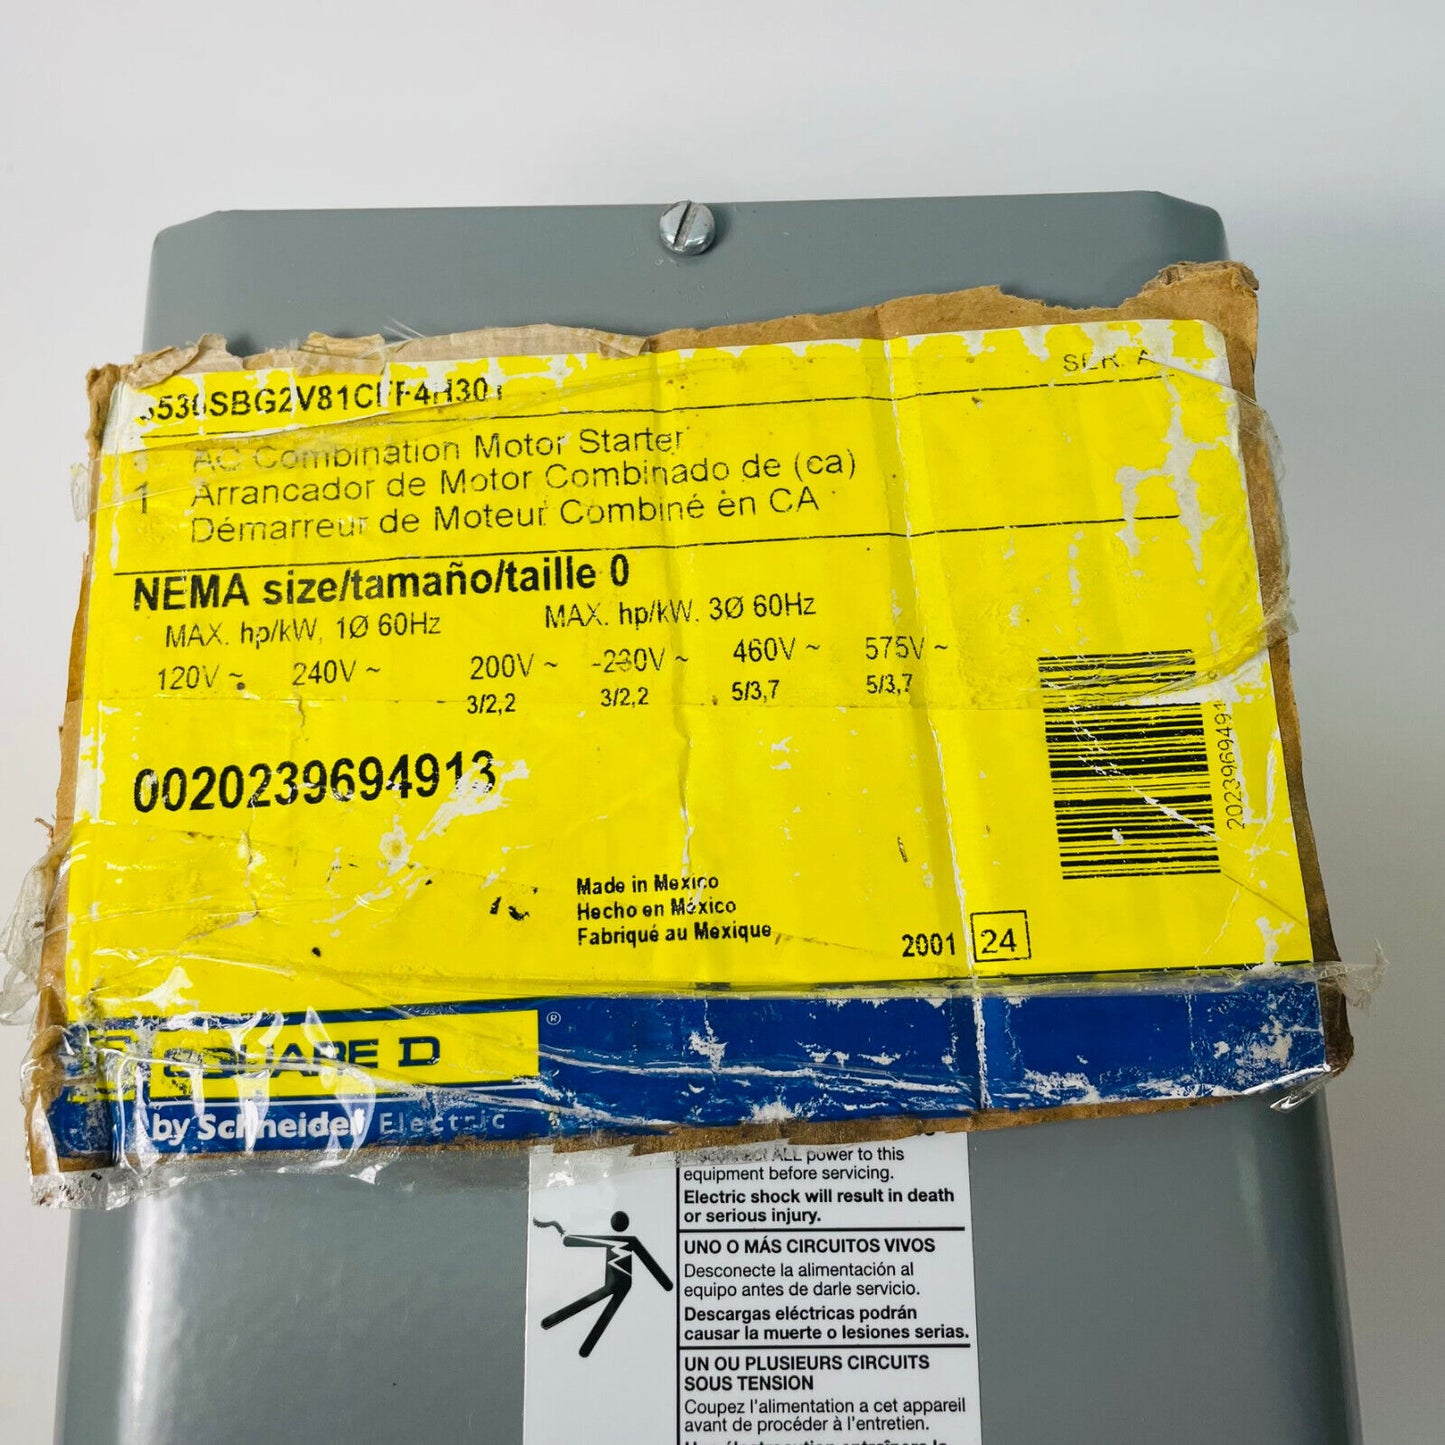 SER. A
AC Combination Motor Starter
1 Arrancador de Motor Combinado de (ca)
Démarreur de Moteur Combiné en CA
NEMA size/tamaño/taille 0
MAX. hp/kW, 1Ø 60Hz MAX. hp/kW. 3Ø 60Hz
120V ~ 240V ~ 200V ~ 230V ~ 460V ~ 575V ~
3/2,2 3/2,2 5/3,7 5/3,7
0020239694913
Made in Mexico
Hecho en México
Fabriqué au Mexique
2001 24
SQUARE D ®
by Schneider Electric
ALL power to this
equipment before servicing.
Electric shock will result in death
or serious injury.
UNO O MÁS CIRCUITOS VIVOS
Desconecte la alimentación al
equipo antes de darle servicio.
Descargas eléctricas podrán
causar la muerte o lesiones serias.
UN OU PLUSIEURS CIRCUITS
SOUS TENSION
Coupez l'alimentation a cet appareil
avant de procéder à l'entretien.